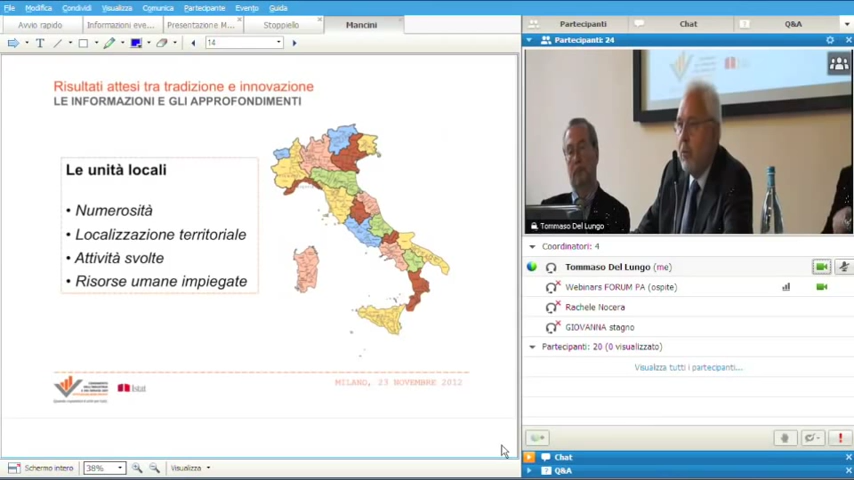 File Modifica Condividi Visualizza Comunica Partecipante Evento Guida
Avvio rapido Informazioni eve... Presentazione M... Stoppiello Mancini
Partecipanti Chat Q&A
14
Partecipanti: 24
Risultati attesi tra tradizione e innovazione
LE INFORMAZIONI E GLI APPROFONDIMENTI
Le unità locali
• Numerosità
• Localizzazione territoriale
• Attività svolte
• Risorse umane impiegate
Istat
MILANO, 23 NOVEMBRE 2012
Tommaso Del Lungo
Coordinatori: 4
Tommaso Del Lungo (me)
Webinars FORUM PA (ospite)
Rachele Nocera
GIOVANNA stagno
Partecipanti: 20 (0 visualizzato)
Visualizza tutti i partecipanti...
Chat
Q&A
Schermo intero 38% Visualizza